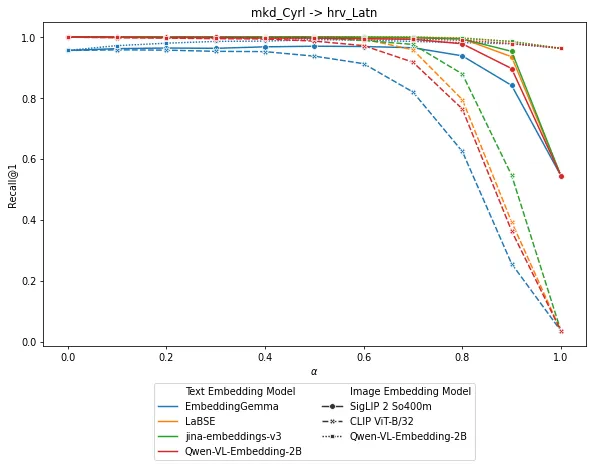 mkd_Cyrl -> hrv_Latn
Recall@1
1.0
0.8
0.6
0.4
0.2
0.0
0.0 0.2 0.4 0.6 0.8 1.0
α
Text Embedding Model
EmbeddingGemma
LaBSE
jina-embeddings-v3
Qwen-VL-Embedding-2B
Image Embedding Model
SigLIP 2 So400m
CLIP ViT-B/32
Qwen-VL-Embedding-2B